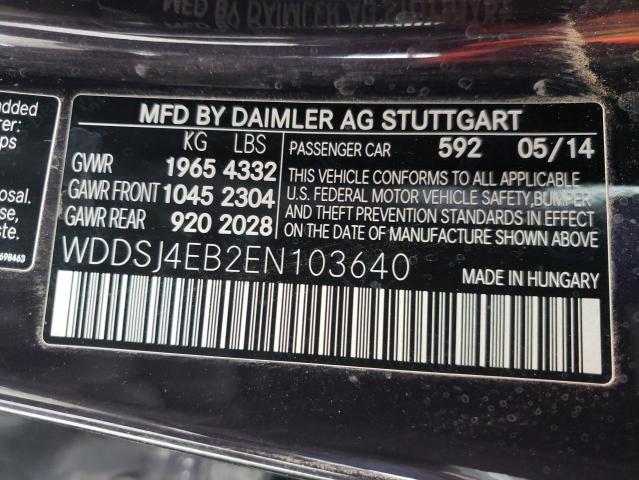 MFD BY DAIMLER AG STUTTGART
KG LBS
GVWR 1965 4332
GAWR FRONT 1045 2304
GAWR REAR 920 2028
PASSENGER CAR 592 05/14
THIS VEHICLE CONFORMS TO ALL APPLICABLE
U.S. FEDERAL MOTOR VEHICLE SAFETY, BUMPER
AND THEFT PREVENTION STANDARDS IN EFFECT
ON THE DATE OF MANUFACTURE SHOWN ABOVE
WDDSJ4EB2EN103640
MADE IN HUNGARY
698463